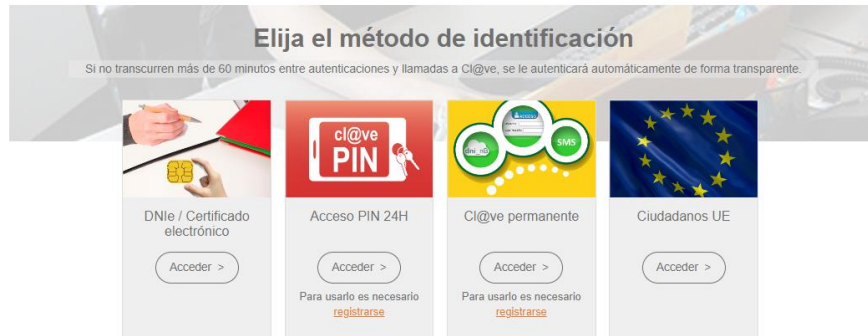 Elija el método de identificación
Si no transcurren más de 60 minutos entre autenticaciones y llamadas a Cl@ve, se le autenticará automáticamente de forma transparente.
cl@ve
PIN
ACCESO
SMS
DNIe / Certificado
electrónico
Acceder >
Acceso PIN 24H
Acceder >
Para usarlo es necesario
registrarse
Cl@ve permanente
Acceder >
Para usarlo es necesario
registrarse
Ciudadanos UE
Acceder >